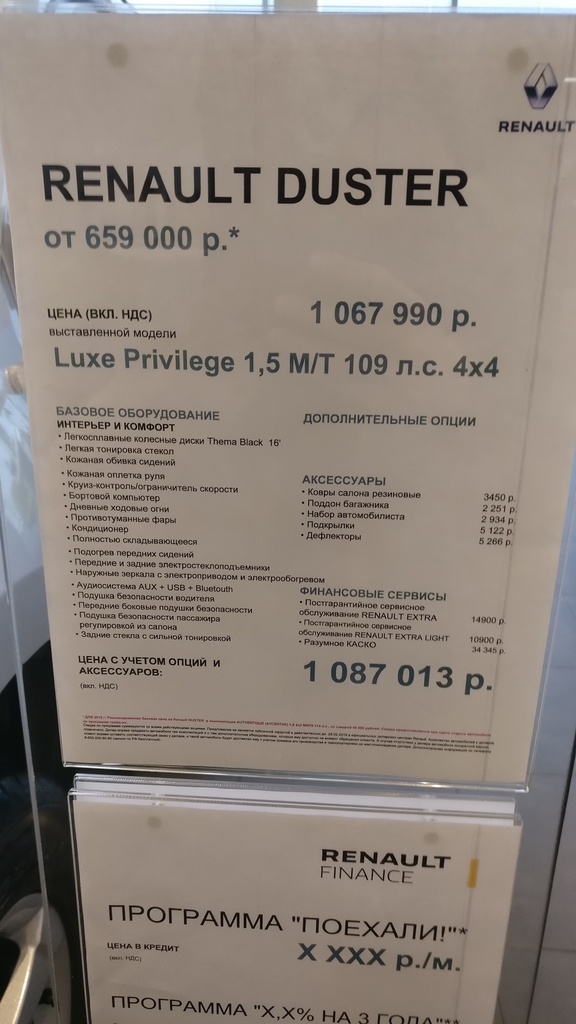 RENAULT
RENAULT DUSTER
от 659 000 р.*
ЦЕНА (ВКЛ. НДС)
1 067 990 р.
выставленной модели
Luxe Privilege 1,5 M/T 109 л.с. 4x4
БАЗОВОЕ ОБОРУДОВАНИЕ
ИНТЕРЬЕР И КОМФОРТ
• Легкосплавные колесные диски Thema Black 16'
• Легкая тонировка стекол
• Кожаная обивка сидений
• Кожаная оплетка руля
• Круиз-контроль/ограничитель скорости
• Бортовой компьютер
• Дневные ходовые огни
• Противотуманные фары
• Кондиционер
• Полностью складывающееся
• Подогрев передних сидений
• Передние и задние электростеклоподъемники
• Наружные зеркала с электроприводом и электрообогревом
• Аудиосистема AUX + USB + Bluetooth
• Подушка безопасности водителя
• Передние боковые подушки безопасности
• Подушка безопасности пассажира
регулировкой из салона
• Задние стекла с сильной тонировкой
ДОПОЛНИТЕЛЬНЫЕ ОПЦИИ
АКСЕССУАРЫ
• Ковры салона резиновые 3450 р.
• Поддон багажника 2 251 р.
• Набор автомобилиста 2 934 р.
• Подкрылки 5 122 р.
• Дефлекторы 5 266 р.
ФИНАНСОВЫЕ СЕРВИСЫ
• Постгарантийное сервисное
обслуживание RENAULT EXTRA 14900 р.
• Постгарантийное сервисное
обслуживание RENAULT EXTRA LIGHT 10900 р.
• Разумное КАСКО 34 345 р.
ЦЕНА С УЧЕТОМ ОПЦИЙ И
АКСЕССУАРОВ:
1 087 013 р.
(вкл. НДС)
RENAULT
FINANCE
ПРОГРАММА "ПОЕХАЛИ!"*
ЦЕНА В КРЕДИТ
X XXX р./м.
(вкл. НДС)
ПРОГРАММА "X,X% НА 3 ГОДА"**